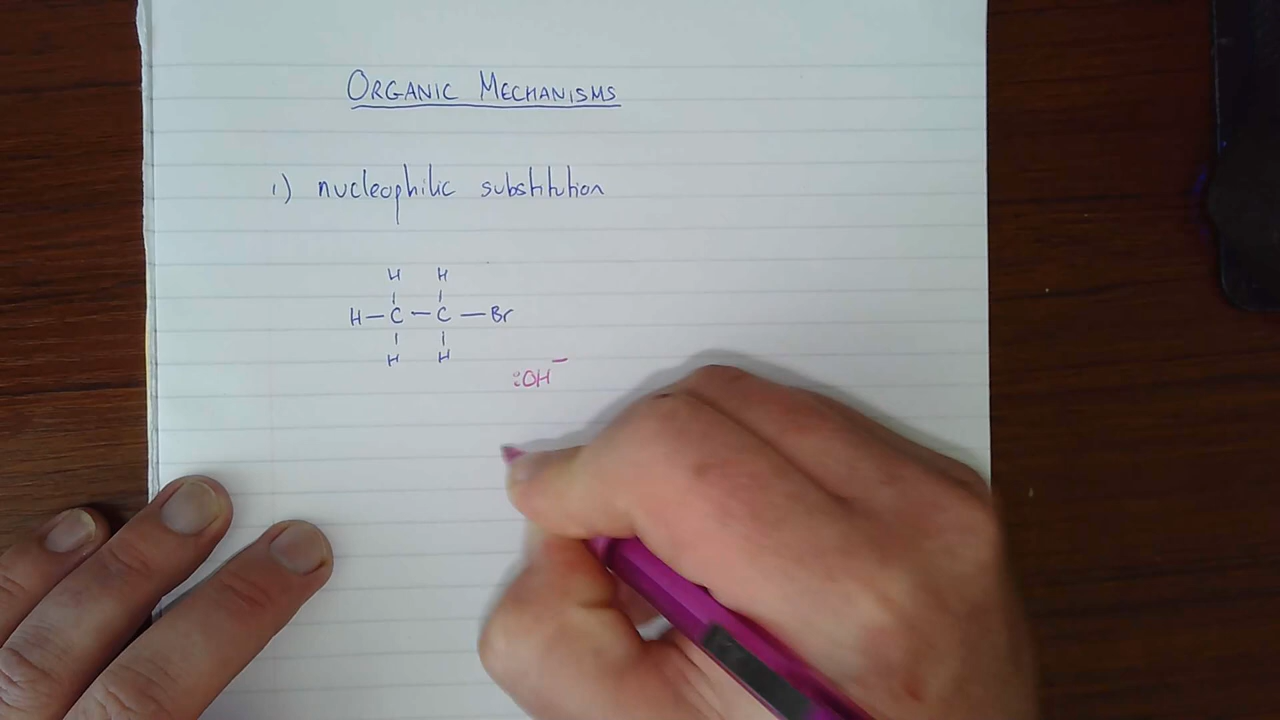 ORGANIC MECHANISMS
1) nucleophilic substitution
H H
H–C–C–Br
H H
:OH⁻